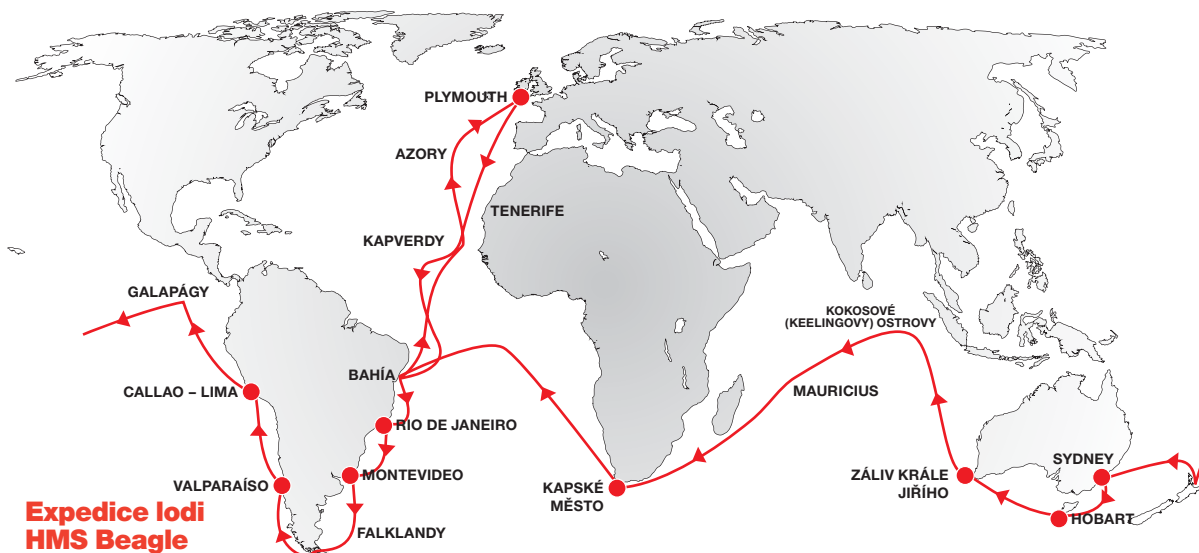 PLYMOUTH
AZORY
TENERIFE
KAPVERDY
GALAPÁGY
KOKOSOVÉ
(KEELINGOVY) OSTROVY
BAHÍA
CALLAO – LIMA
MAURICIUS
RIO DE JANEIRO
SYDNEY
MONTEVIDEO
ZÁLIV KRÁLE
JIŘÍHO
VALPARAÍSO
KAPSKÉ
MĚSTO
HOBART
FALKLANDY
Expedice lodi
HMS Beagle